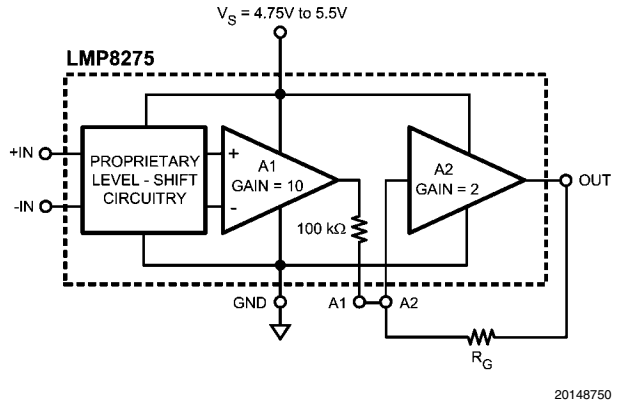 V_S = 4.75V to 5.5V
LMP8275
+IN
-IN
PROPRIETARY
LEVEL - SHIFT
CIRCUITRY
+
-
A1
GAIN = 10
100 kΩ
A2
GAIN = 2
OUT
GND
A1
A2
R_G
20148750